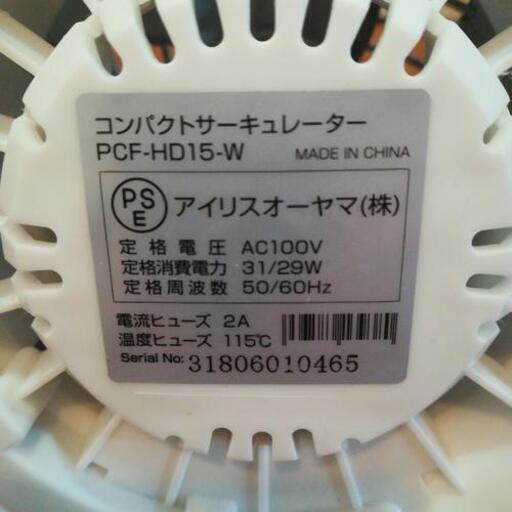 コンパクトサーキュレーター
PCF-HD15-W MADE IN CHINA
PSE アイリスオーヤマ(株)
定格電圧 AC100V
定格消費電力 31/29W
定格周波数 50/60Hz
電流ヒューズ 2A
温度ヒューズ 115℃
Serial No: 31806010465